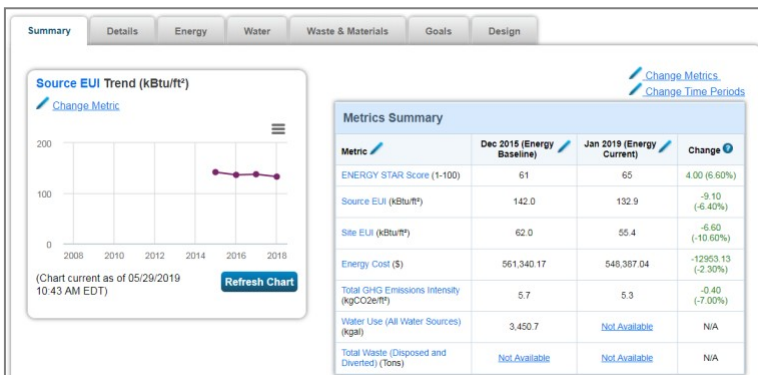 Summary
Details
Energy
Water
Waste & Materials
Goals
Design
Source EUI Trend (kBtu/ft²)
Change Metric
200
100
0
2008 2010 2012 2014 2016 2018
(Chart current as of 05/29/2019
10:43 AM EDT)
Refresh Chart
Change Metrics
Change Time Periods
Metrics Summary
Metric
Dec 2015 (Energy
Baseline)
Jan 2019 (Energy
Current)
Change ?
ENERGY STAR Score (1-100) 61 65 4.00 (6.60%)
Source EUI (kBtu/ft²) 142.0 132.9 -9.10
(-6.40%)
Site EUI (kBtu/ft²) 62.0 55.4 -6.60
(-10.60%)
Energy Cost ($) 561,340.17 548,387.04 -12953.13
(-2.30%)
Total GHG Emissions Intensity
(kgCO2e/ft²) 5.7 5.3 -0.40
(-7.00%)
Water Use (All Water Sources)
(kgal) 3,450.7 Not Available N/A
Total Waste (Disposed and
Diverted) (Tons) Not Available Not Available N/A